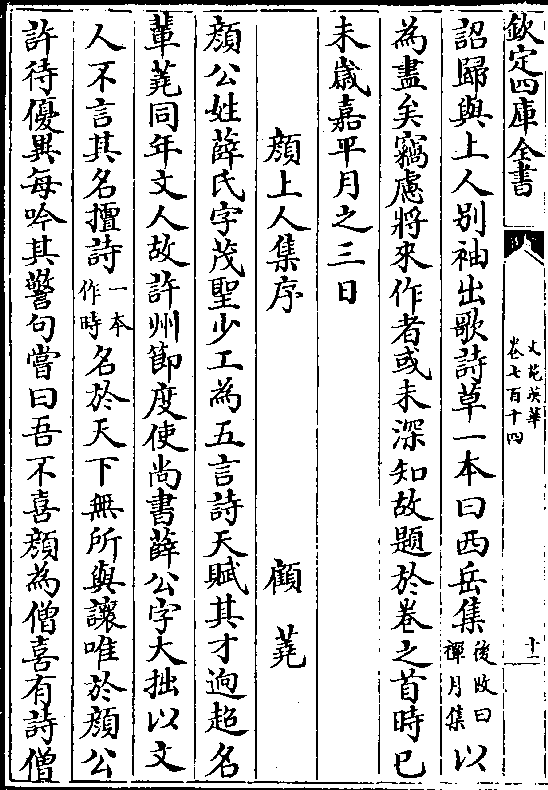 欽定四庫全書
文苑英華
卷七百十四
十一
詔歸與上人别袖出歌詩草一本曰西岳集後改曰禪月集以
為盡矣竊慮將來作者或未深知故題於卷之首時已
未嵗嘉平月之三日
顔上人集序 顧蕘
顔公姓薛氏字茂聖少工為五言詩天賦其才逈超名
輩蕘同年文人故許州節度使尚書薛公字大拙以文
人不言其名擅詩一本作時名於天下無所與讓唯於顔公
許待優異每吟其警句嘗曰吾不喜顔為僧喜有詩僧